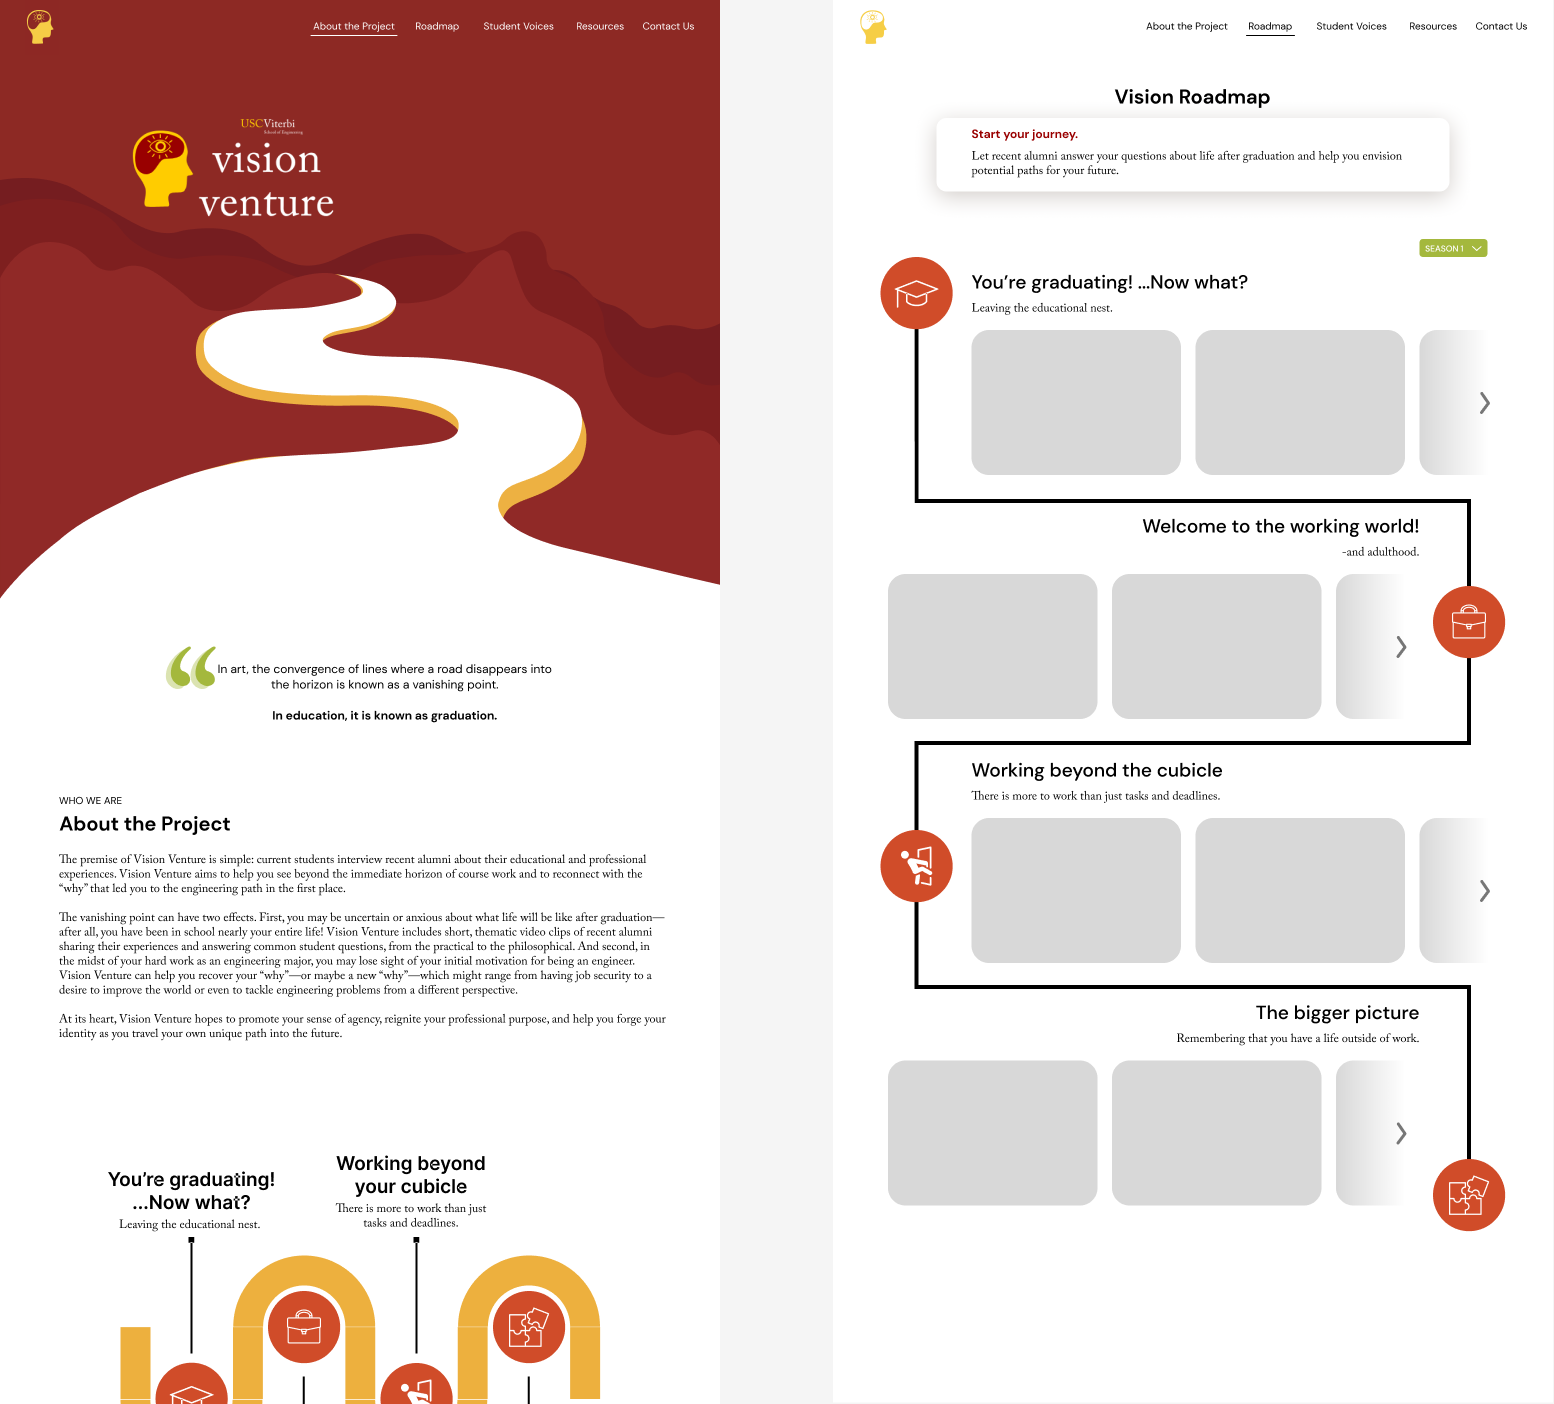 About the Project Roadmap Student Voices Resources Contact Us
USC Viterbi
School of Engineering
vision
venture
In art, the convergence of lines where a road disappears into
the horizon is known as a vanishing point.
In education, it is known as graduation.
WHO WE ARE
About the Project
The premise of Vision Venture is simple: current students interview recent alumni about their educational and professional
experiences. Vision Venture aims to help you see beyond the immediate horizon of course work and to reconnect with the
“why” that led you to the engineering path in the first place.
The vanishing point can have two effects. First, you may be uncertain or anxious about what life will be like after graduation—
after all, you have been in school nearly your entire life! Vision Venture includes short, thematic video clips of recent alumni
sharing their experiences and answering common student questions, from the practical to the philosophical. And second, in
the midst of your hard work as an engineering major, you may lose sight of your initial motivation for being an engineer.
Vision Venture can help you recover your “why”—or maybe a new “why”—which might range from having job security to a
desire to improve the world or even to tackle engineering problems from a different perspective.
At its heart, Vision Venture hopes to promote your sense of agency, reignite your professional purpose, and help you forge your
identity as you travel your own unique path into the future.
You’re graduating!
...Now what?
Leaving the educational nest.
Working beyond
your cubicle
There is more to work than just
tasks and deadlines.
About the Project Roadmap Student Voices Resources Contact Us
Vision Roadmap
Start your journey.
Let recent alumni answer your questions about life after graduation and help you envision
potential paths for your future.
SEASON 1
You’re graduating! ...Now what?
Leaving the educational nest.
Welcome to the working world!
-and adulthood.
Working beyond the cubicle
There is more to work than just tasks and deadlines.
The bigger picture
Remembering that you have a life outside of work.